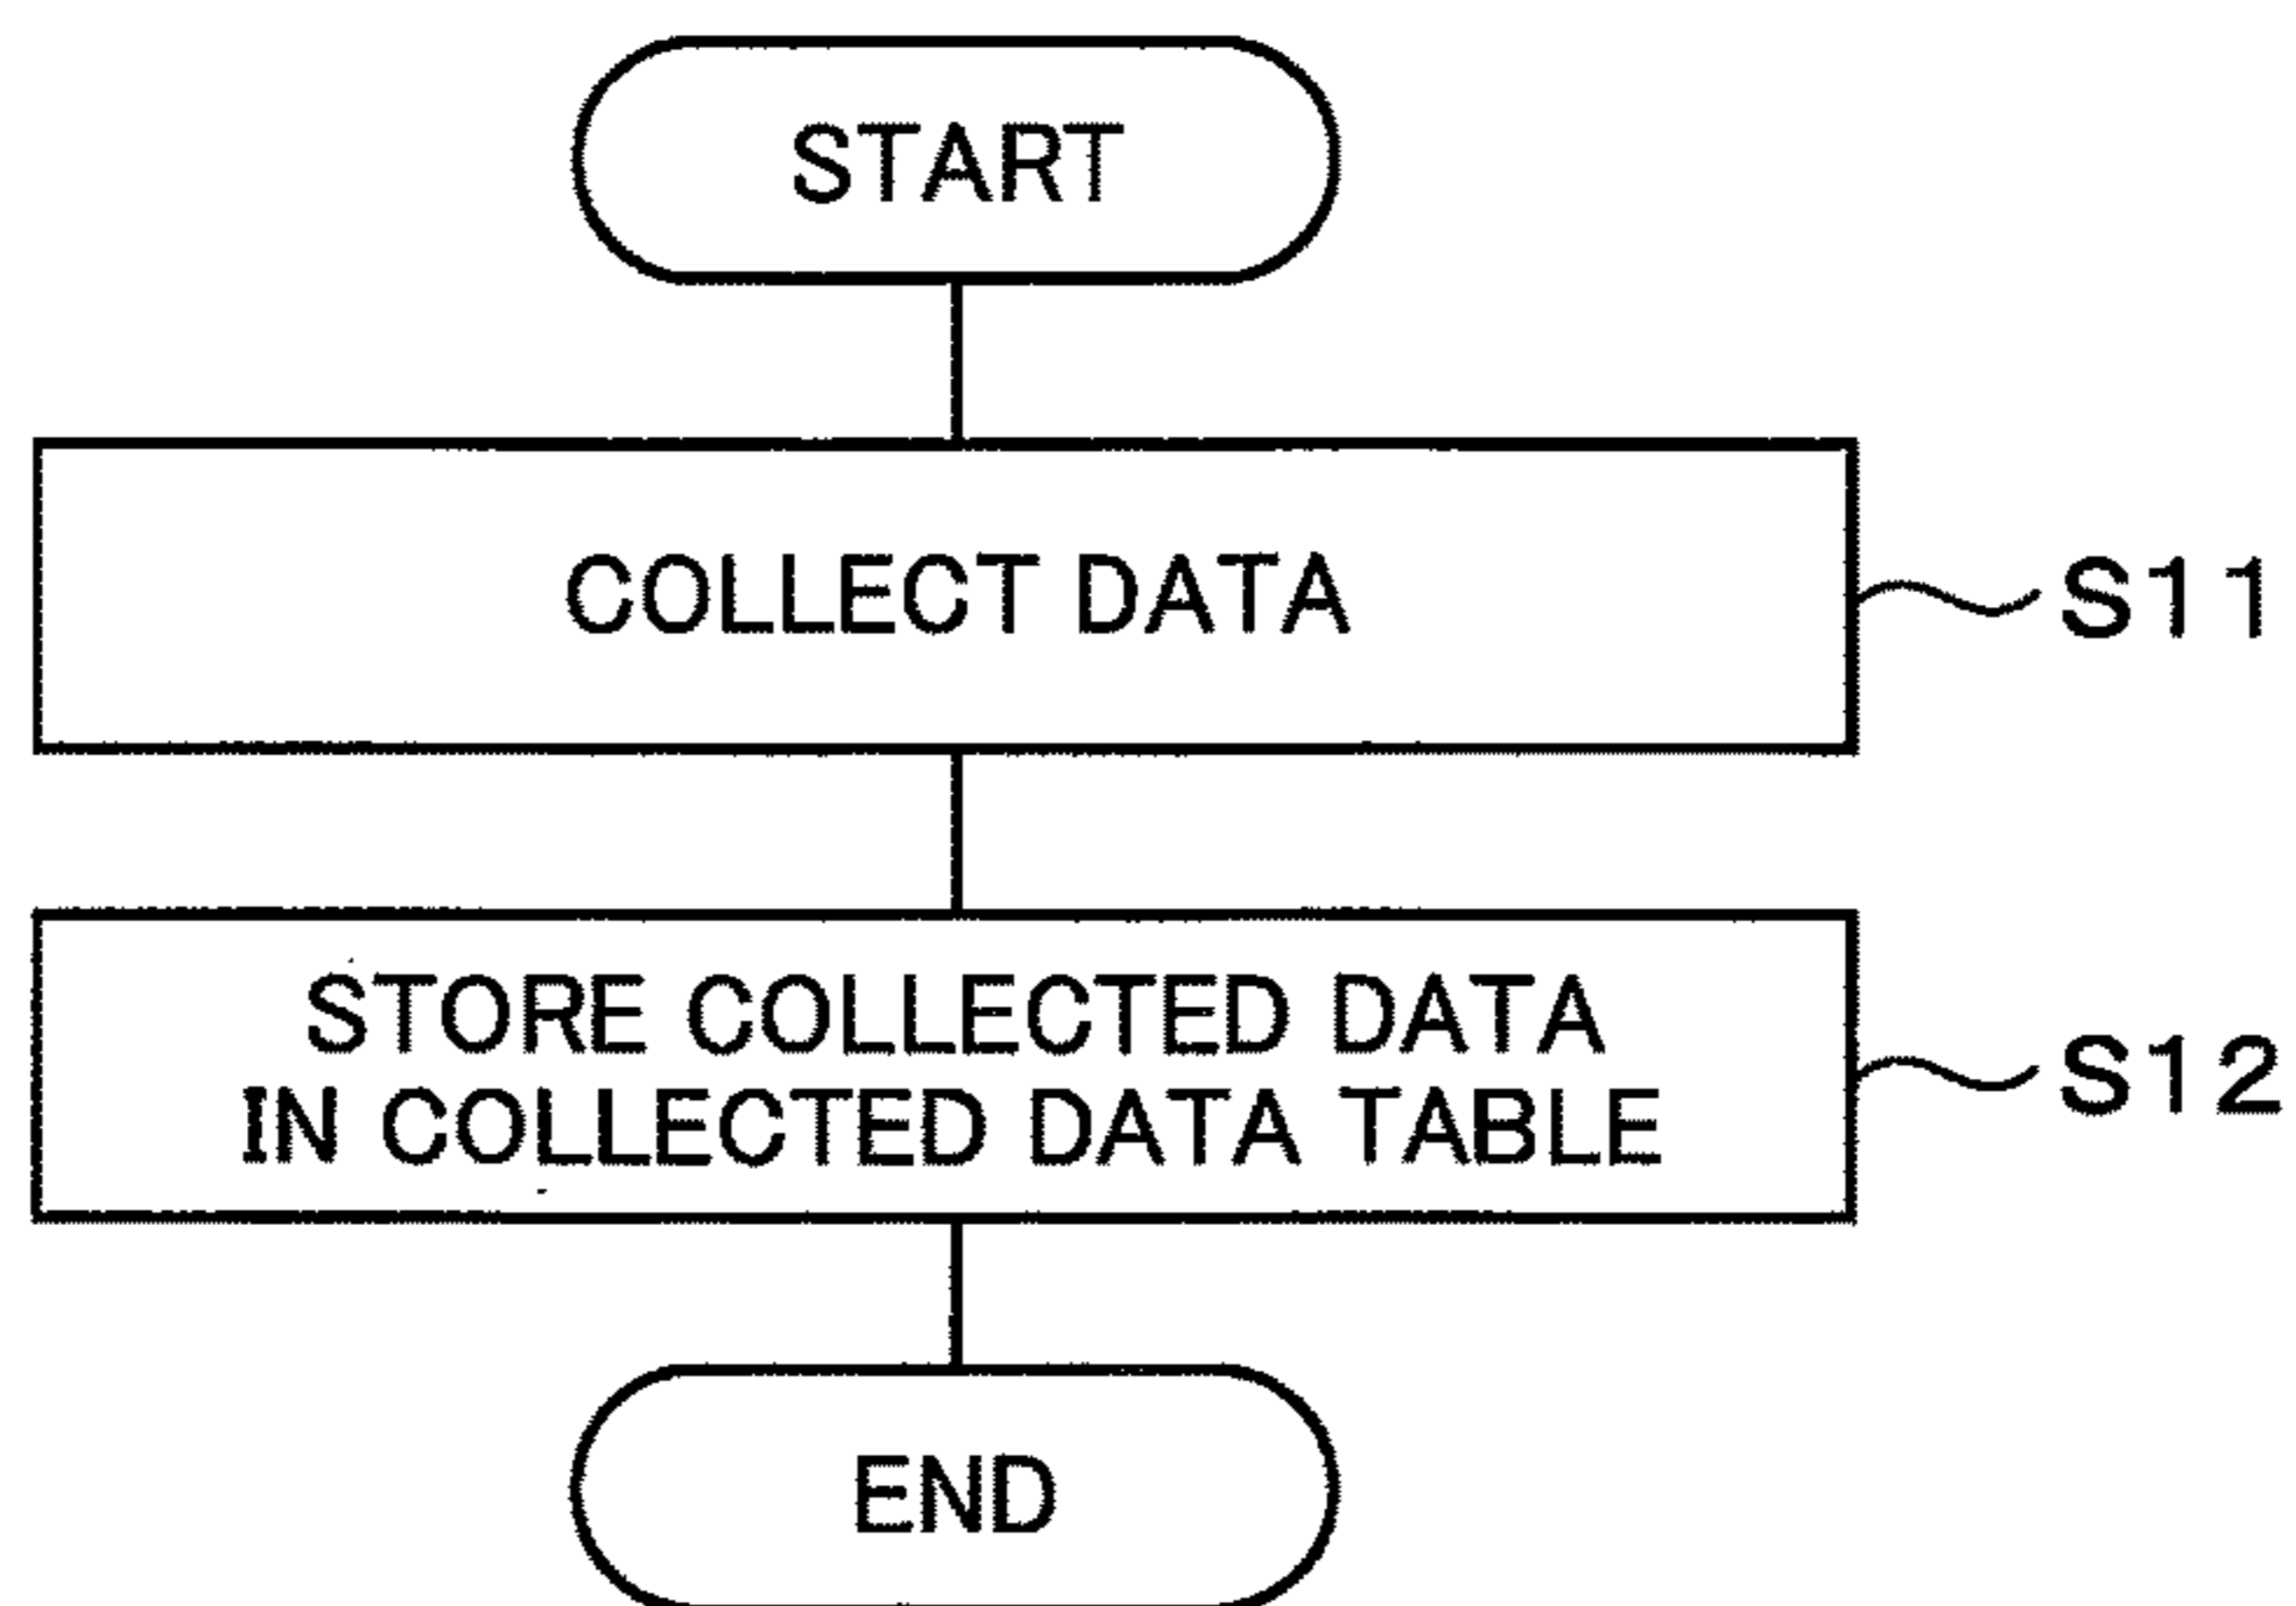 START
COLLECT DATA
S11
STORE COLLECTED DATA
IN COLLECTED DATA TABLE
S12
END